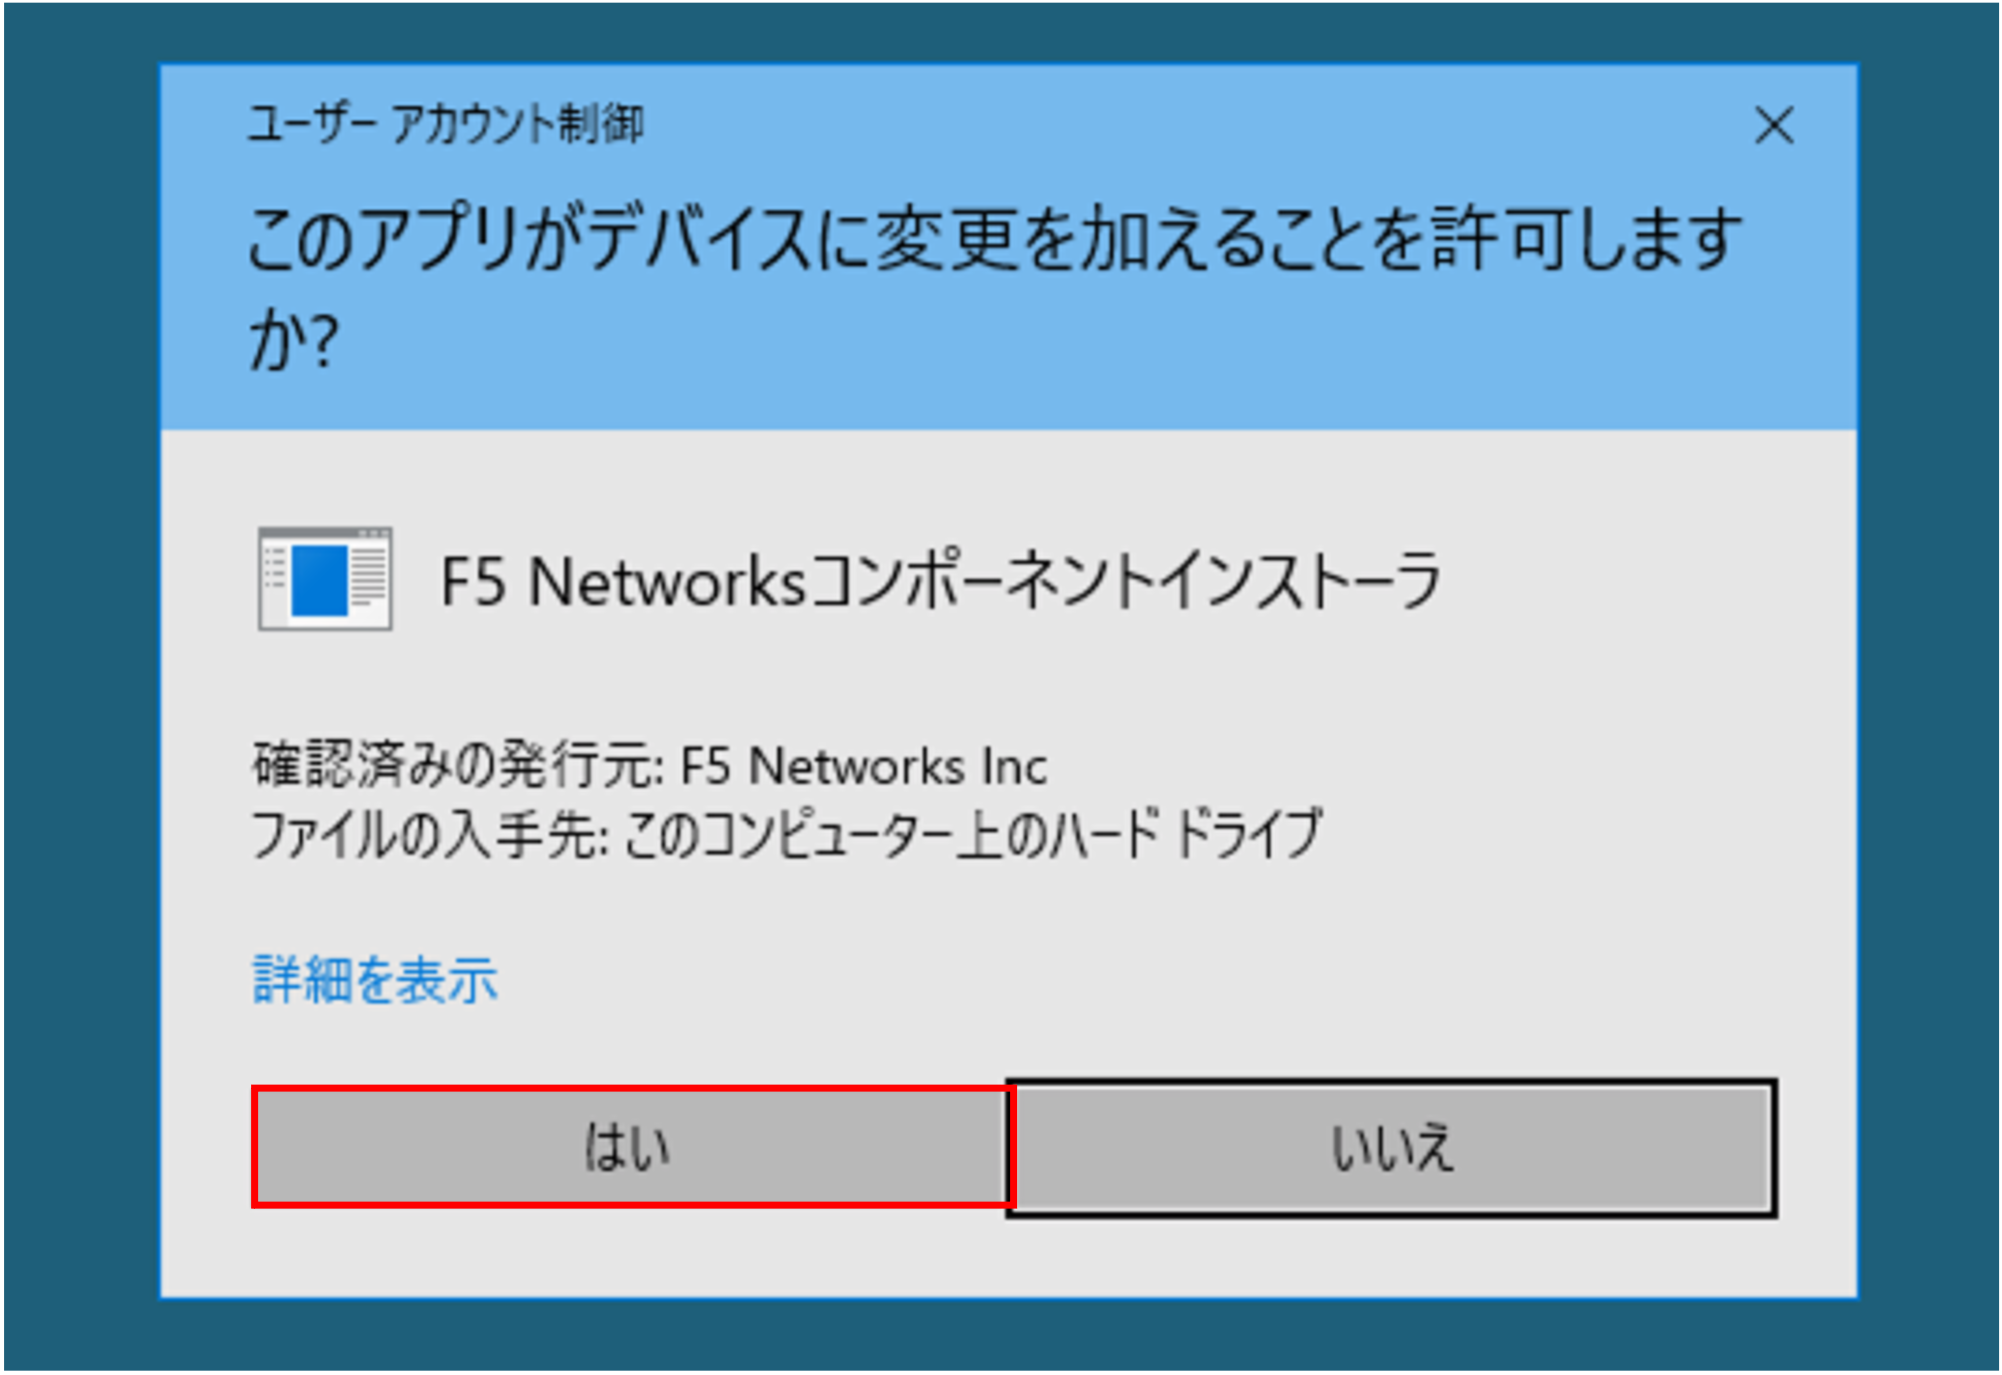 ユーザー アカウント制御
このアプリがデバイスに変更を加えることを許可します
か?
F5 Networksコンポーネントインストーラ
確認済みの発行元: F5 Networks Inc
ファイルの入手先: このコンピューター上のハード ドライブ
詳細を表示
はい
いいえ